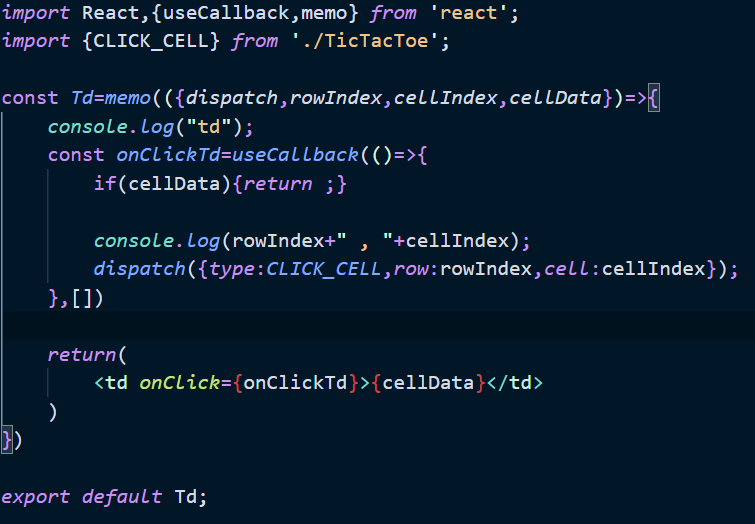 import React,{useCallback,memo} from 'react';
import {CLICK_CELL} from './TicTacToe';
const Td=memo(({dispatch,rowIndex,cellIndex,cellData})=>{
console.log("td");
const onClickTd=useCallback(()=>{
if(cellData){return ;}
console.log(rowIndex+" , "+cellIndex);
dispatch({type:CLICK_CELL,row:rowIndex,cell:cellIndex});
},[])
return(
<td onClick={onClickTd}>{cellData}</td>
)
})
export default Td;